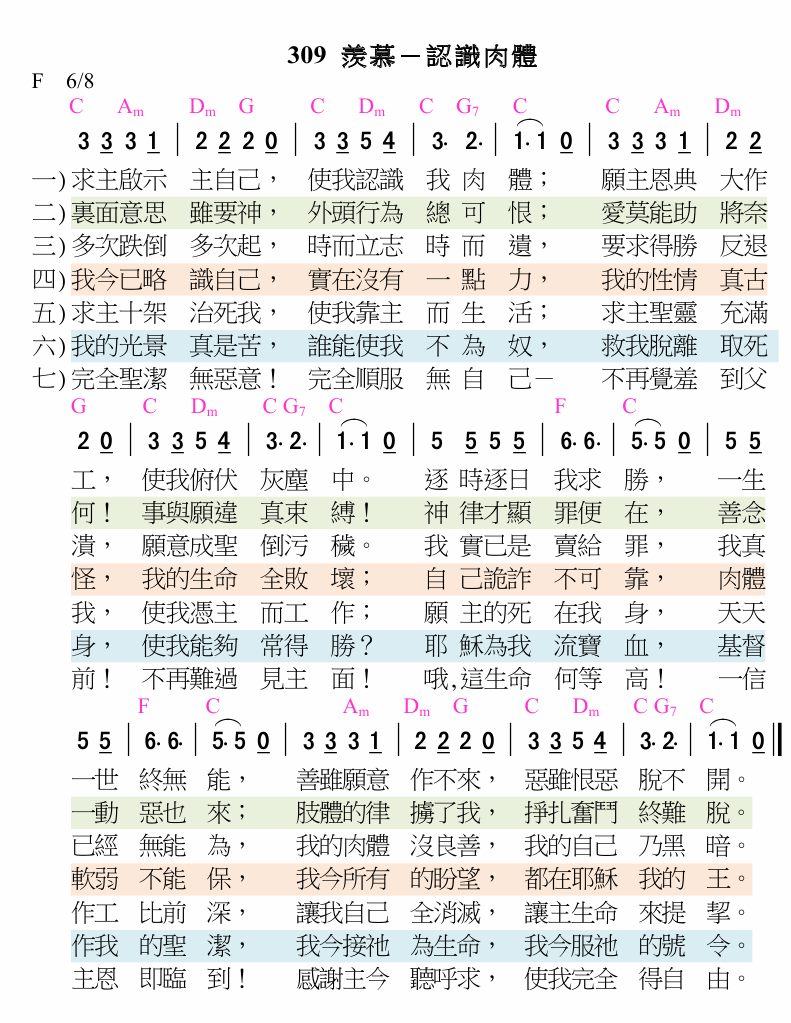 309 羨慕－認識肉體
F 6/8
C Am Dm G C Dm C G7 C C Am Dm
3 3 3 1 | 2 2 2 0 | 3 3 5 4 | 3· 2· | 1· 1 0 | 3 3 3 1 | 2 2
一)求主啟示 主自己， 使我認識 我 肉 體； 願主恩典 大作
二)裏面意思 雖要神， 外頭行為 總 可 恨； 愛莫能助 將奈
三)多次跌倒 多次起， 時而立志 時 而 遺， 要求得勝 反退
四)我今已略 識自己， 實在沒有 一 點 力， 我的性情 真古
五)求主十架 治死我， 使我靠主 而 生 活； 求主聖靈 充滿
六)我的光景 真是苦， 誰能使我 不 為 奴， 救我脫離 取死
七)完全聖潔 無惡意！ 完全順服 無 自 己－ 不再覺羞 到父
G C Dm C G7 C F C
2 0 | 3 3 5 4 | 3· 2· | 1· 1 0 | 5 5 5 5 | 6· 6· | 5· 5 0 | 5 5
工， 使我俯伏 灰塵 中。 逐 時逐日 我求 勝， 一生
何！ 事與願違 真束 縛！ 神 律才顯 罪便 在， 善念
潰， 願意成聖 倒污 穢。 我 實已是 賣給 罪， 我真
怪， 我的生命 全敗 壞； 自 己詭詐 不可 靠， 肉體
我， 使我憑主 而工 作； 願 主的死 在我 身， 天天
身， 使我能夠 常得 勝？ 耶 穌為我 流寶 血， 基督
前！ 不再難過 見主 面！ 哦,這生命 何等 高！ 一信
F C Am Dm G C Dm C G7 C
5 5 | 6· 6· | 5· 5 0 | 3 3 3 1 | 2 2 2 0 | 3 3 5 4 | 3· 2· | 1· 1 0
一世 終無 能， 善雖願意 作不來， 惡雖恨惡 脫不 開。
一動 惡也 來； 肢體的律 擄了我， 掙扎奮鬥 終難 脫。
已經 無能 為， 我的肉體 沒良善， 我的自己 乃黑 暗。
軟弱 不能 保， 我今所有 的盼望， 都在耶穌 我的 王。
作工 比前 深， 讓我自己 全消滅， 讓主生命 來提 挈。
作我 的聖 潔， 我今接祂 為生命， 我今服祂 的號 令。
主恩 即臨 到！ 感謝主今 聽呼求， 使我完全 得自 由。